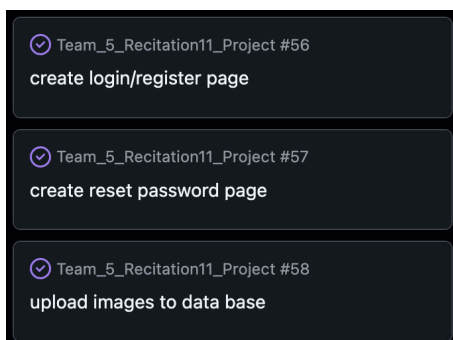 Team_5_Recitation11_Project #56
create login/register page
Team_5_Recitation11_Project #57
create reset password page
Team_5_Recitation11_Project #58
upload images to data base